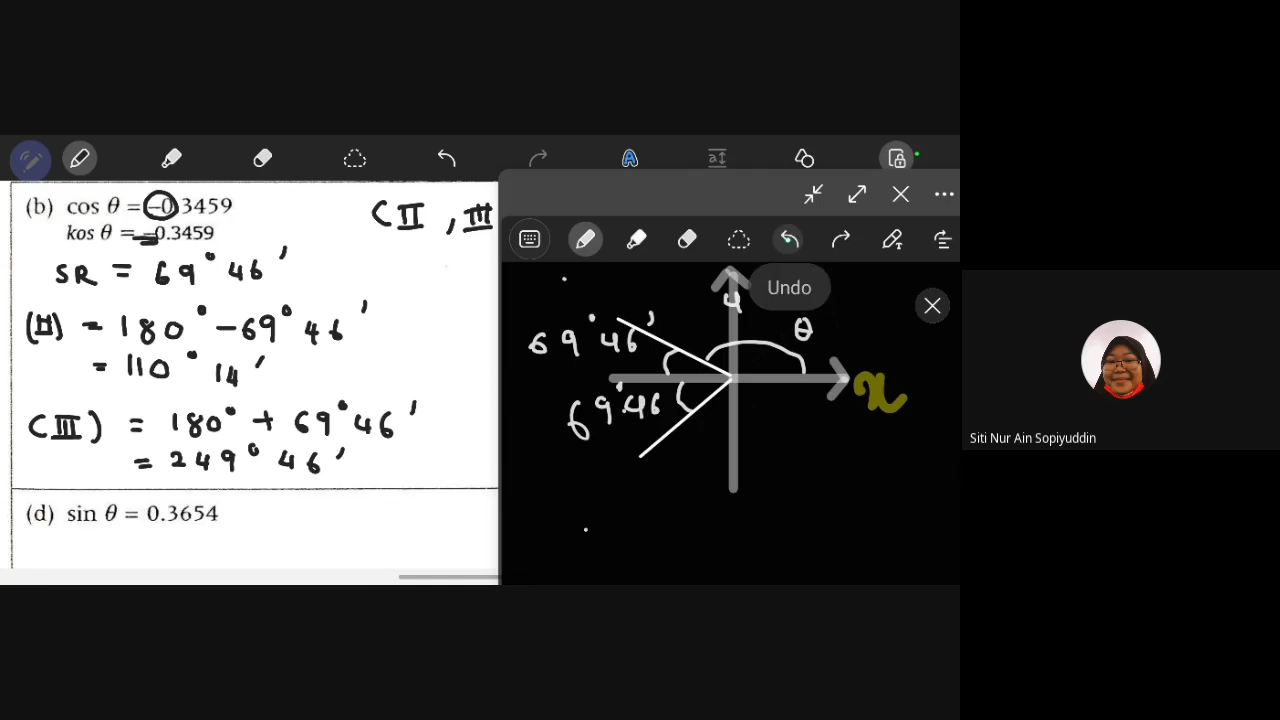 (b) cos θ = −0.3459
kos θ = −0.3459
(II , III
SR = 69°46'
(II) = 180° − 69°46'
= 110°14'
(III) = 180° + 69°46'
= 249°46'
(d) sin θ = 0.3654
Undo
y
θ
69°46'
69°46
x
Siti Nur Ain Sopiyuddin